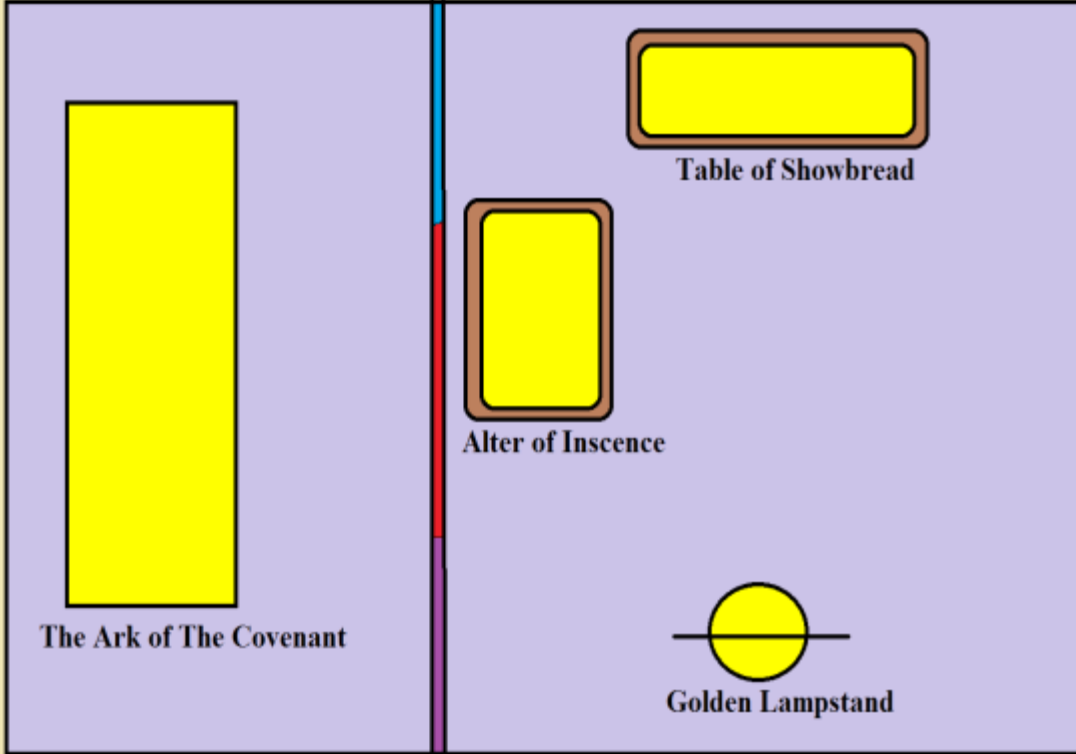 Table of Showbread
Alter of Inscence
The Ark of The Covenant
Golden Lampstand